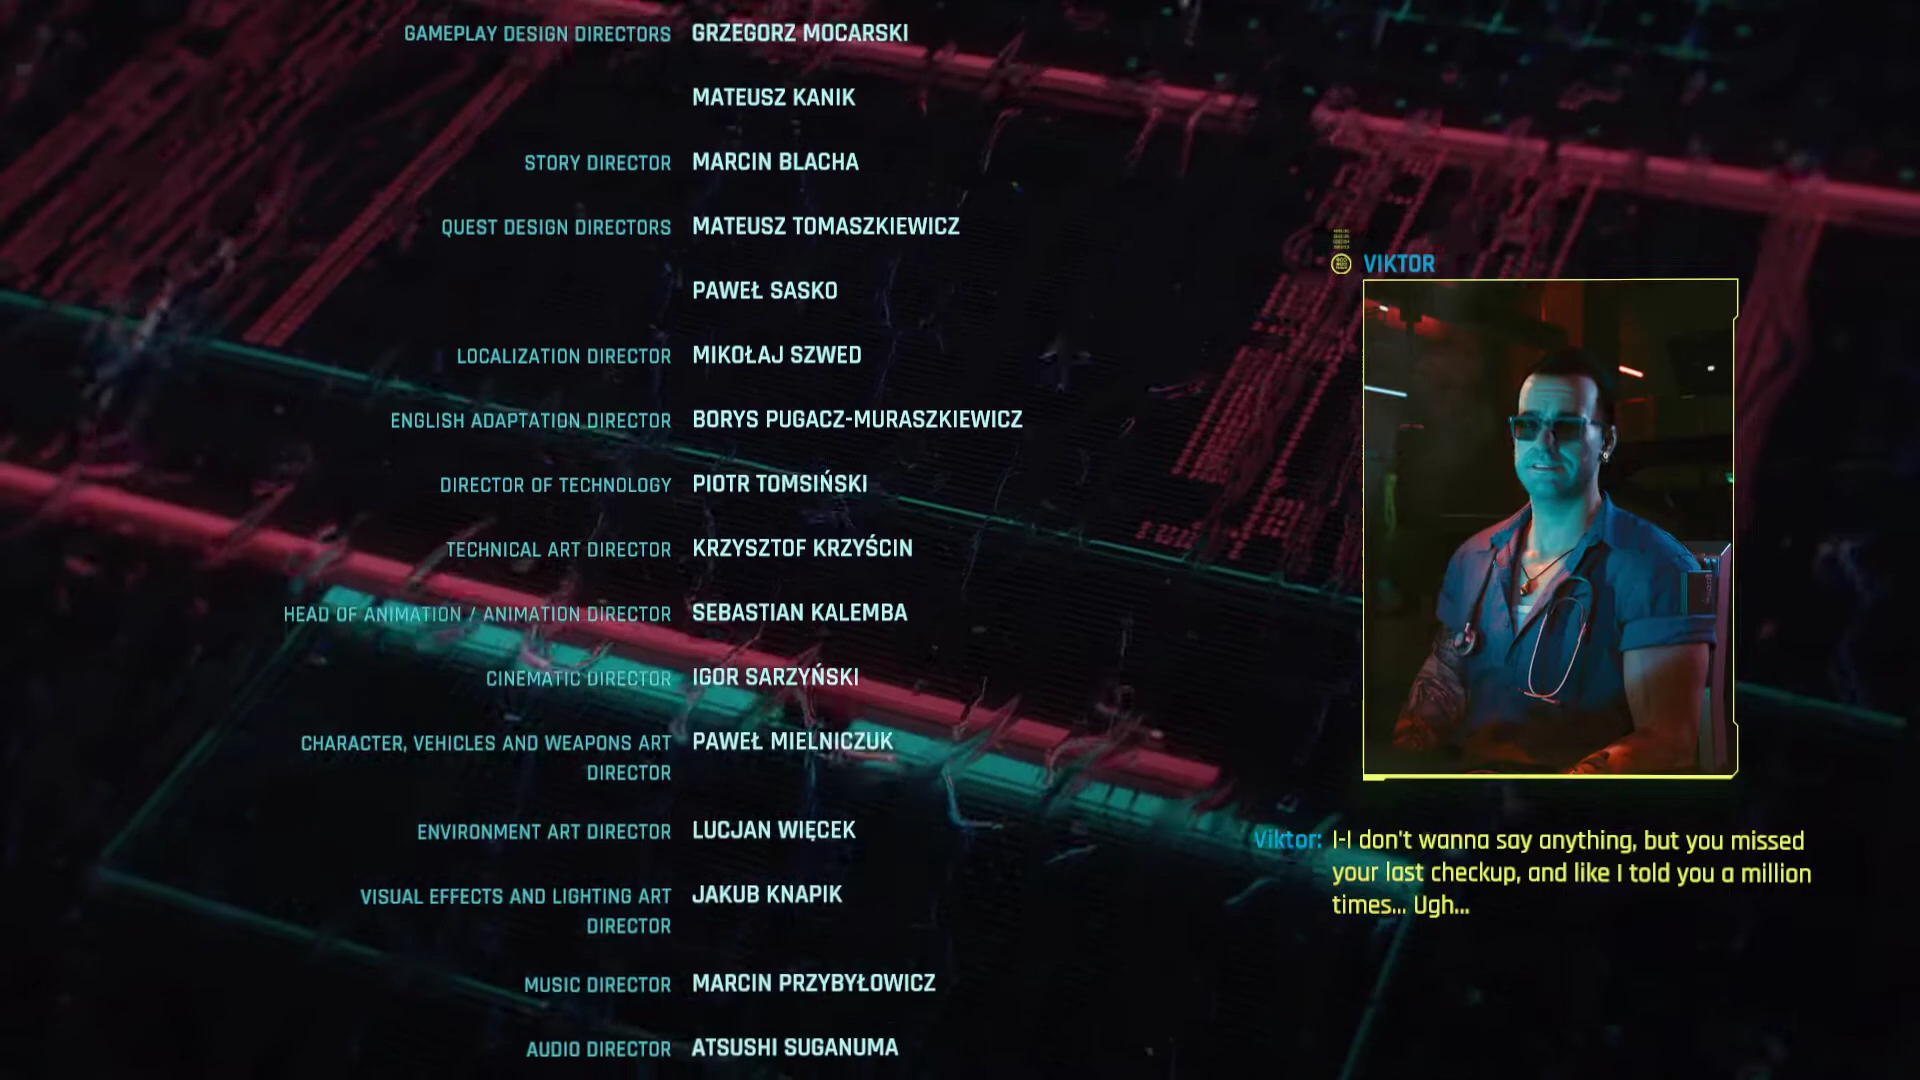 GAMEPLAY DESIGN DIRECTORS GRZEGORZ MOCARSKI
MATEUSZ KANIK
STORY DIRECTOR MARCIN BLACHA
QUEST DESIGN DIRECTORS MATEUSZ TOMASZKIEWICZ
PAWEŁ SASKO
LOCALIZATION DIRECTOR MIKOŁAJ SZWED
ENGLISH ADAPTATION DIRECTOR BORYS PUGACZ-MURASZKIEWICZ
DIRECTOR OF TECHNOLOGY PIOTR TOMSIŃSKI
TECHNICAL ART DIRECTOR KRZYSZTOF KRZYŚCIN
HEAD OF ANIMATION / ANIMATION DIRECTOR SEBASTIAN KALEMBA
CINEMATIC DIRECTOR IGOR SARZYŃSKI
CHARACTER, VEHICLES AND WEAPONS ART PAWEŁ MIELNICZUK
DIRECTOR
ENVIRONMENT ART DIRECTOR LUCJAN WIĘCEK
VISUAL EFFECTS AND LIGHTING ART JAKUB KNAPIK
DIRECTOR
MUSIC DIRECTOR MARCIN PRZYBYŁOWICZ
AUDIO DIRECTOR ATSUSHI SUGANUMA
VIKTOR
Viktor: I-I don't wanna say anything, but you missed
your last checkup, and like I told you a million
times... Ugh...